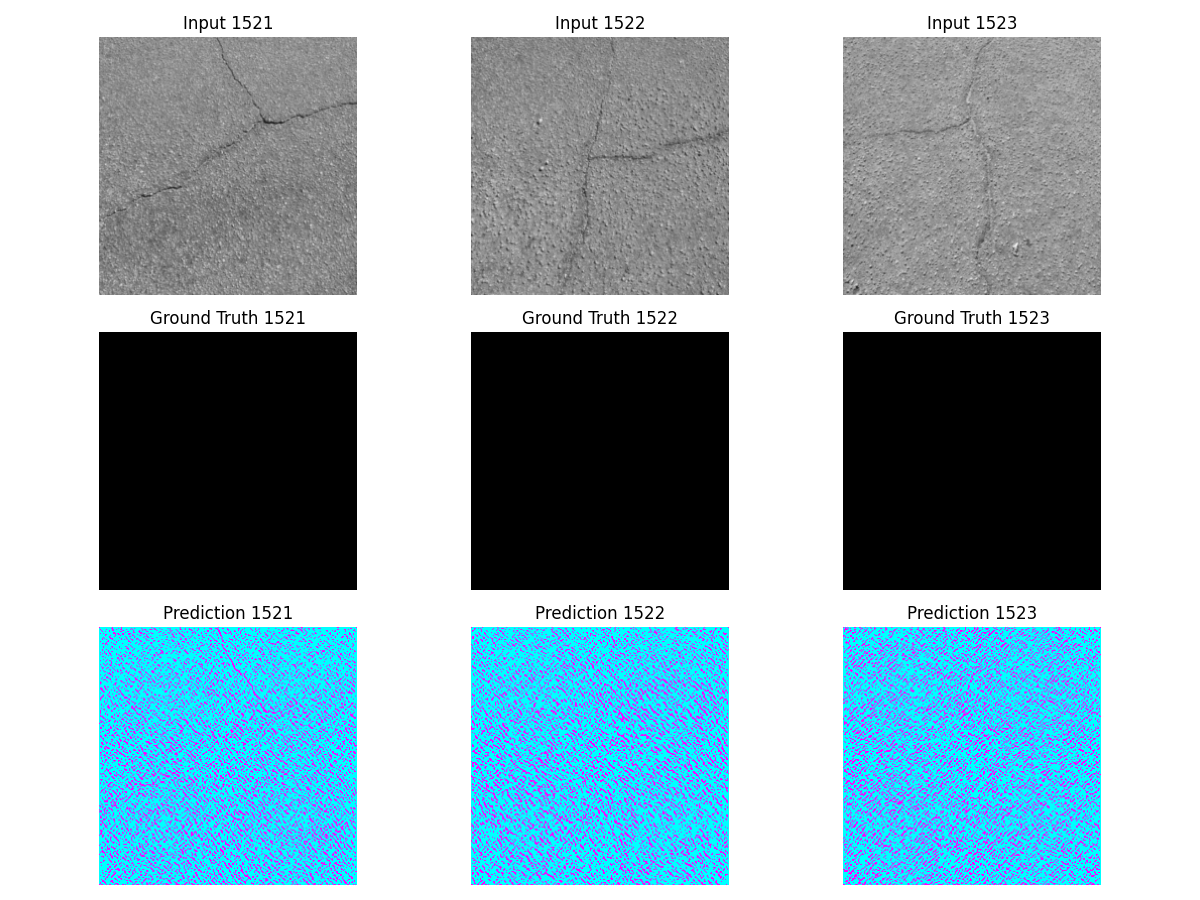 Input 1521
Input 1522
Input 1523
Ground Truth 1521
Ground Truth 1522
Ground Truth 1523
Prediction 1521
Prediction 1522
Prediction 1523